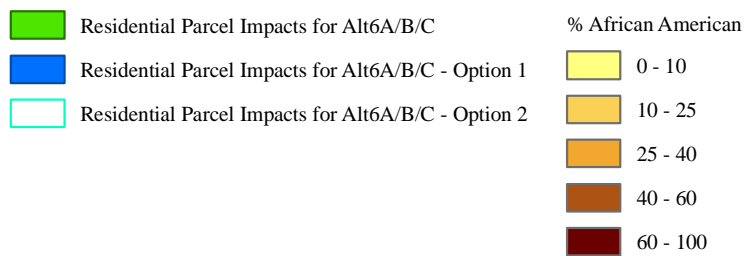 Residential Parcel Impacts for Alt6A/B/C
Residential Parcel Impacts for Alt6A/B/C - Option 1
Residential Parcel Impacts for Alt6A/B/C - Option 2
% African American
0 - 10
10 - 25
25 - 40
40 - 60
60 - 100